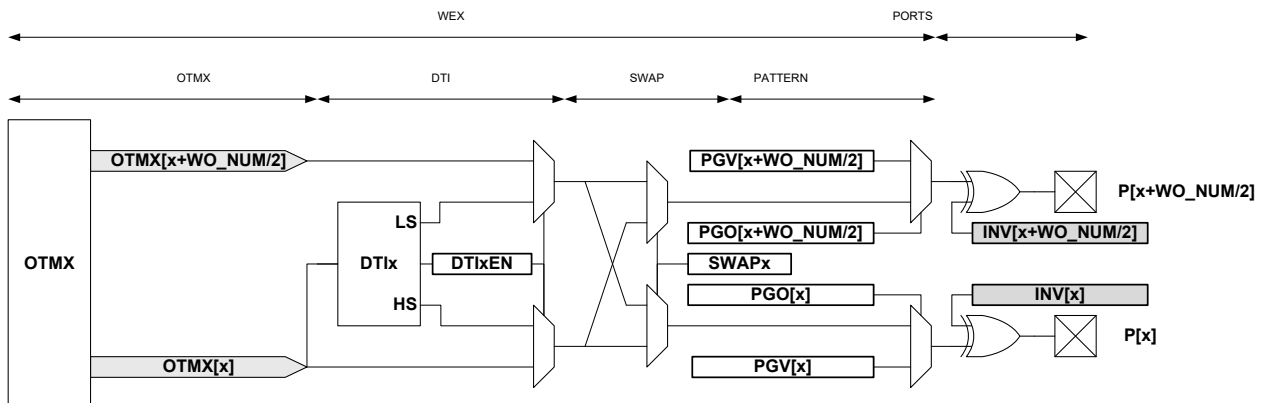 WEX PORTS
OTMX DTI SWAP PATTERN
OTMX[x+WO_NUM/2] PGV[x+WO_NUM/2]
P[x+WO_NUM/2]
LS PGO[x+WO_NUM/2] INV[x+WO_NUM/2]
OTMX DTIx DTIxEN SWAPx
HS PGO[x] INV[x]
P[x]
OTMX[x] PGV[x]